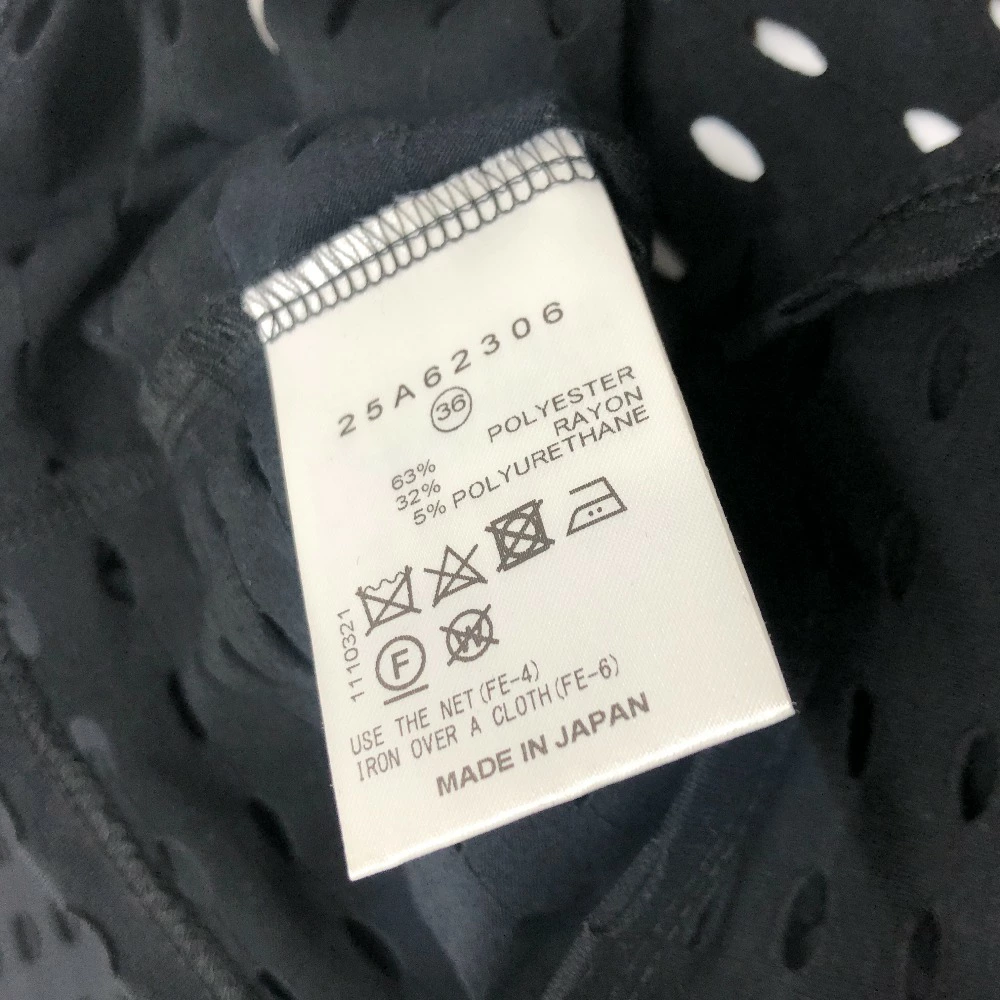 25A62306
36
POLYESTER
RAYON
63%
32%
5% POLYURETHANE
1110321
F
W
USE THE NET(FE-4)
IRON OVER A CLOTH(FE-6)
MADE IN JAPAN